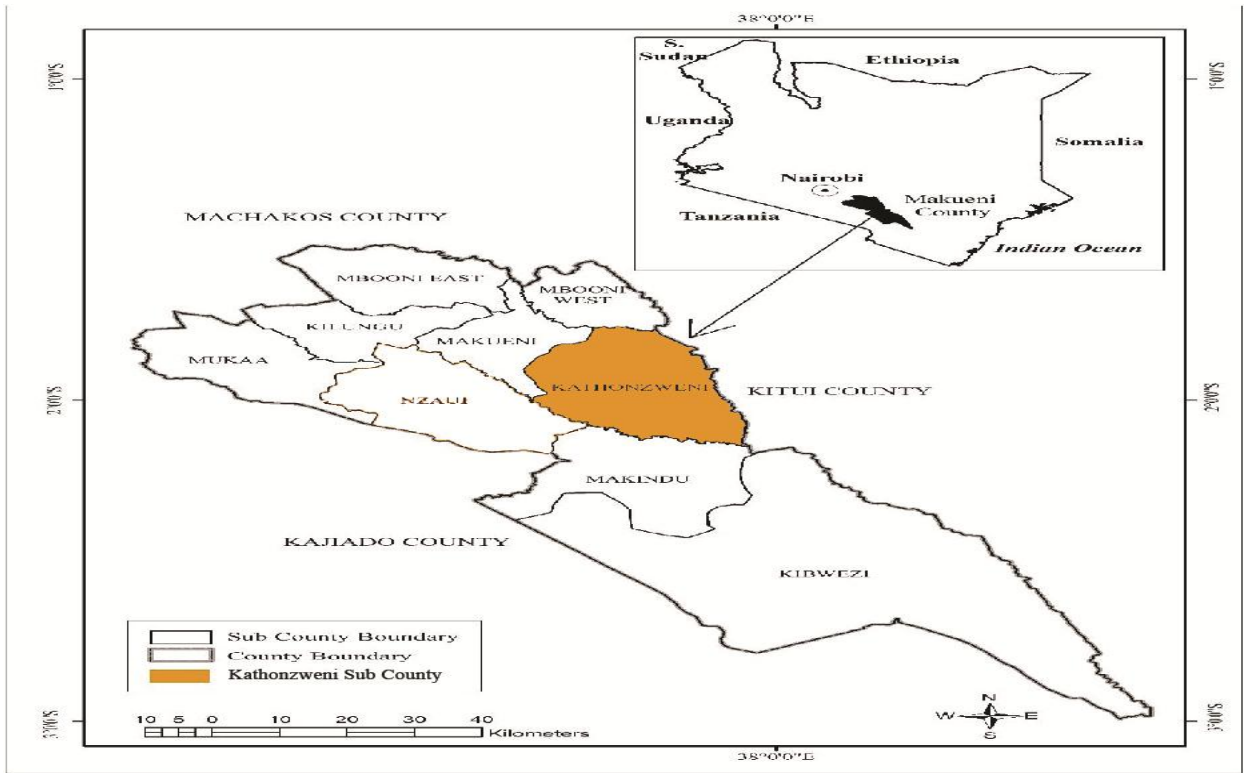 38°0'0"E
1°0'0"S
1°0'0"S
S.
Sudan
Ethiopia
Uganda
Somalia
Nairobi
Makueni
County
Tanzania
Indian Ocean
MACHAKOS COUNTY
MBOONI EAST
MBOONI
WEST
KILUNGU
MAKUENI
MUKAA
KATHONZWENI
KITUI COUNTY
2°0'0"S
2°0'0"S
NZAUI
MAKINDU
KAJIADO COUNTY
KIBWEZI
Sub County Boundary
County Boundary
Kathonzweni Sub County
10 5 0 10 20 30 40
Kilometers
N
W E
S
3°0'0"S
3°0'0"S
38°0'0"E